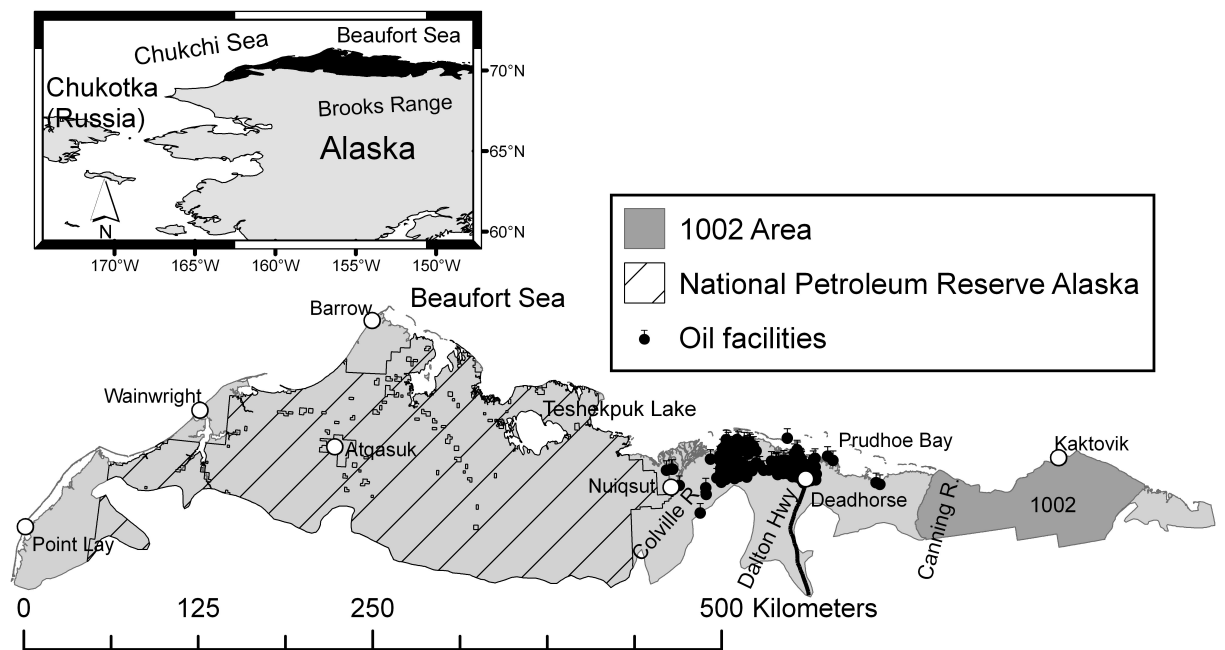 Chukchi Sea
Beaufort Sea
Chukotka
(Russia)
Brooks Range
Alaska
N
70°N
65°N
60°N
170°W
165°W
160°W
155°W
150°W
1002 Area
National Petroleum Reserve Alaska
Oil facilities
Barrow
Beaufort Sea
Wainwright
Teshekpuk Lake
Atqasuk
Prudhoe Bay
Kaktovik
Nuiqsut
Deadhorse
Colville R.
Dalton Hwy
Canning R.
1002
Point Lay
0
125
250
500 Kilometers